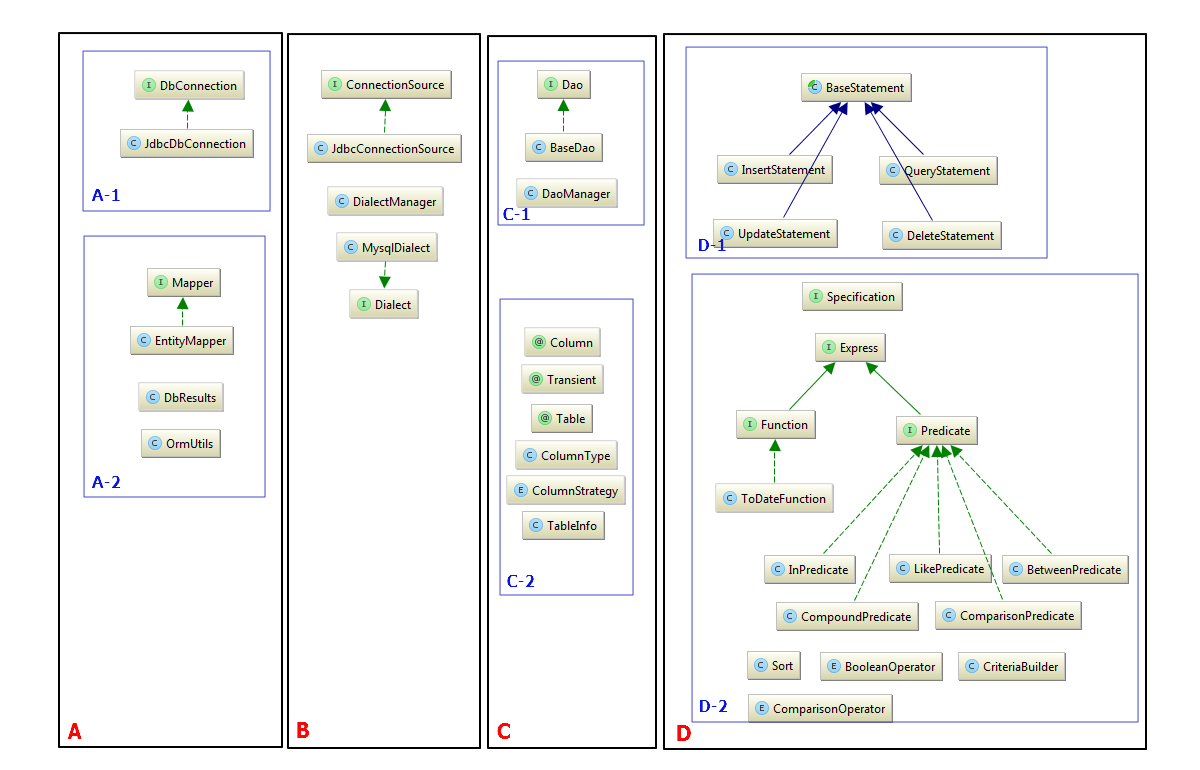 I DbConnection
C JdbcDbConnection
A-1
I Mapper
C EntityMapper
C DbResults
C OrmUtils
A-2
A
I ConnectionSource
C JdbcConnectionSource
C DialectManager
C MysqlDialect
I Dialect
B
I Dao
C BaseDao
C DaoManager
C-1
@ Column
@ Transient
@ Table
C ColumnType
E ColumnStrategy
C TableInfo
C-2
C
C BaseStatement
C InsertStatement
C QueryStatement
C UpdateStatement
C DeleteStatement
D-1
I Specification
I Express
I Function
I Predicate
C ToDateFunction
C InPredicate
C LikePredicate
C BetweenPredicate
C CompoundPredicate
C ComparisonPredicate
C Sort
E BooleanOperator
C CriteriaBuilder
E ComparisonOperator
D-2
D